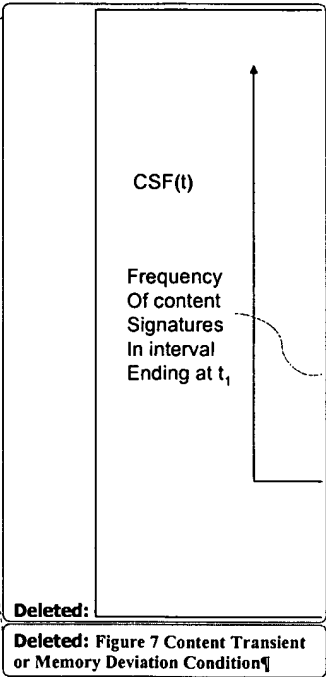 CSF(t)
Frequency
Of content
Signatures
In interval
Ending at t₁
Deleted:
Deleted: Figure 7 Content Transient
or Memory Deviation Condition¶